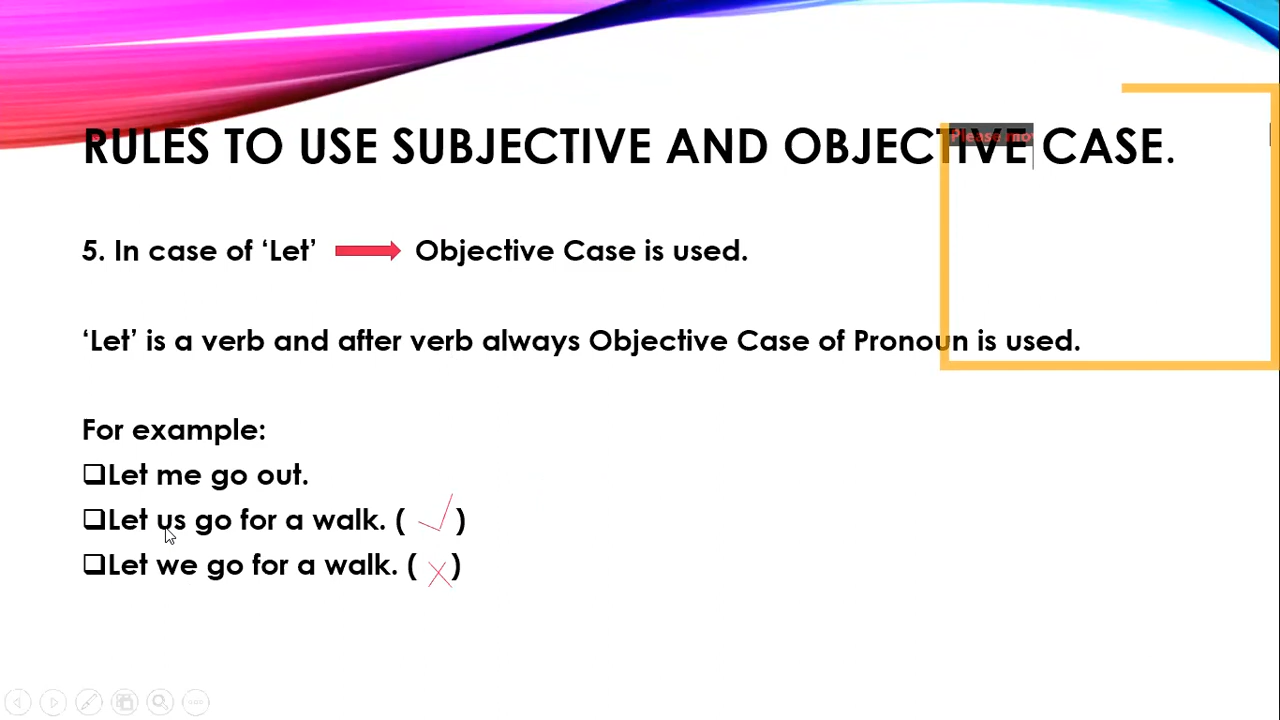 RULES TO USE SUBJECTIVE AND OBJECTIVE CASE.
Please mo
5. In case of ‘Let’ Objective Case is used.
‘Let’ is a verb and after verb always Objective Case of Pronoun is used.
For example:
❑Let me go out.
❑Let us go for a walk. ( ✓ )
❑Let we go for a walk. ( ✗ )